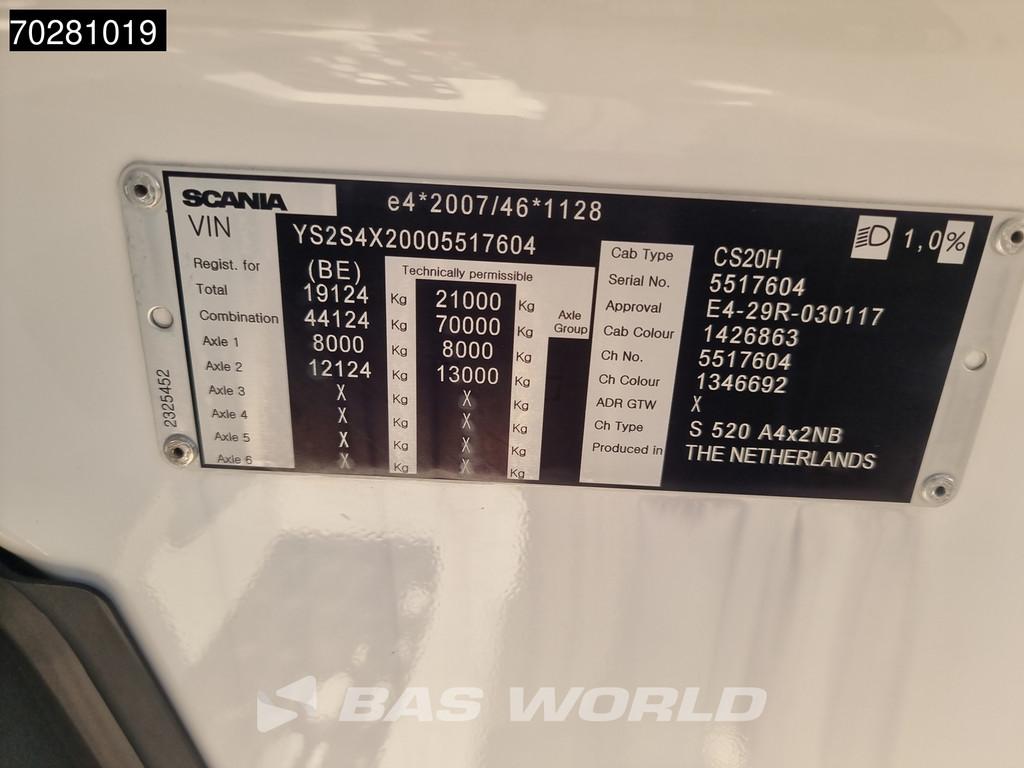 70281019
SCANIA
e4*2007/46*1128
VIN
YS2S4X20005517604
1,0%
Regist. for (BE) Technically permissible
Total 19124 Kg 21000 Kg
Combination 44124 Kg 70000 Kg
Axle Group
Axle 1 8000 Kg 8000 Kg
Axle 2 12124 Kg 13000 Kg
Axle 3 X Kg X Kg
Axle 4 X Kg X Kg
Axle 5 X Kg X Kg
Axle 6 X Kg X Kg
Cab Type CS20H
Serial No. 5517604
Approval E4-29R-030117
Cab Colour 1426863
Ch No. 5517604
Ch Colour 1346692
ADR GTW X
Ch Type S 520 A4x2NB
Produced in THE NETHERLANDS
2325452
BAS WORLD